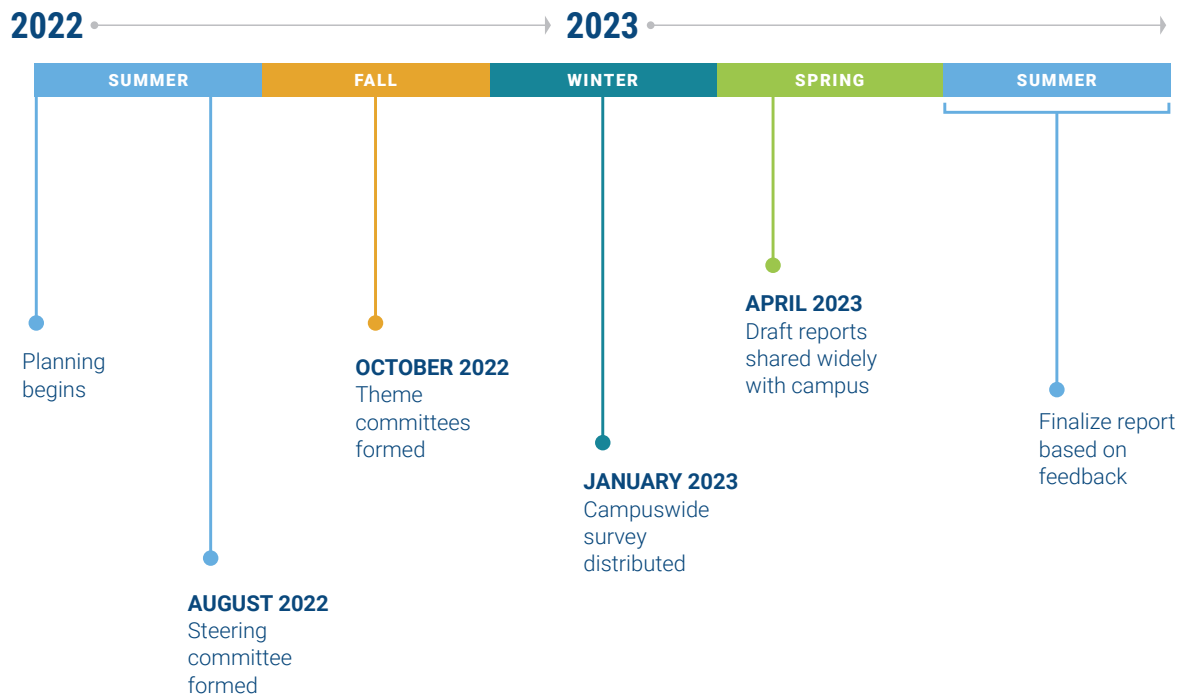 2022
2023
SUMMER
FALL
WINTER
SPRING
SUMMER
Planning
begins
AUGUST 2022
Steering
committee
formed
OCTOBER 2022
Theme
committees
formed
JANUARY 2023
Campuswide
survey
distributed
APRIL 2023
Draft reports
shared widely
with campus
Finalize report
based on
feedback